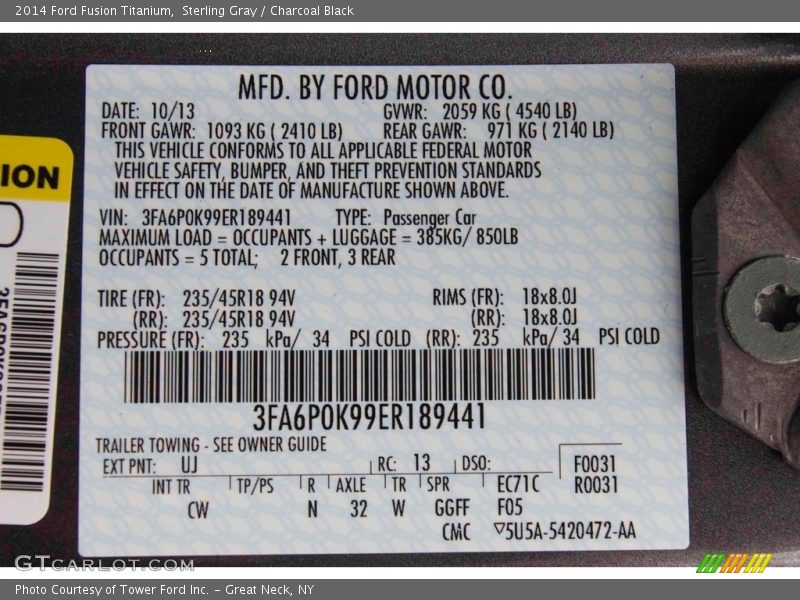 2014 Ford Fusion Titanium,  Sterling Gray / Charcoal Black
MFD. BY FORD MOTOR CO.
DATE: 10/13 GVWR: 2059 KG ( 4540 LB)
FRONT GAWR: 1093 KG ( 2410 LB) REAR GAWR: 971 KG ( 2140 LB)
THIS VEHICLE CONFORMS TO ALL APPLICABLE FEDERAL MOTOR
VEHICLE SAFETY, BUMPER, AND THEFT PREVENTION STANDARDS
IN EFFECT ON THE DATE OF MANUFACTURE SHOWN ABOVE.
ION
VIN: 3FA6P0K99ER189441 TYPE: Passenger Car
MAXIMUM LOAD = OCCUPANTS + LUGGAGE = 385KG/ 850LB
OCCUPANTS = 5 TOTAL; 2 FRONT, 3 REAR
TIRE (FR): 235/45R18 94V RIMS (FR): 18x8.0J
(RR): 235/45R18 94V (RR): 18x8.0J
PRESSURE (FR): 235 kPa/ 34 PSI COLD (RR): 235 kPa/ 34 PSI COLD
3FA6P0K99ER189441
TRAILER TOWING - SEE OWNER GUIDE
EXT PNT: UJ RC: 13 DSO: F0031
INT TR TP/PS R AXLE TR SPR EC71C R0031
CW N 32 W GGFF F05
CMC ▽5U5A-5420472-AA
GTCARLOT.COM
Photo Courtesy of Tower Ford Inc. - Great Neck, NY